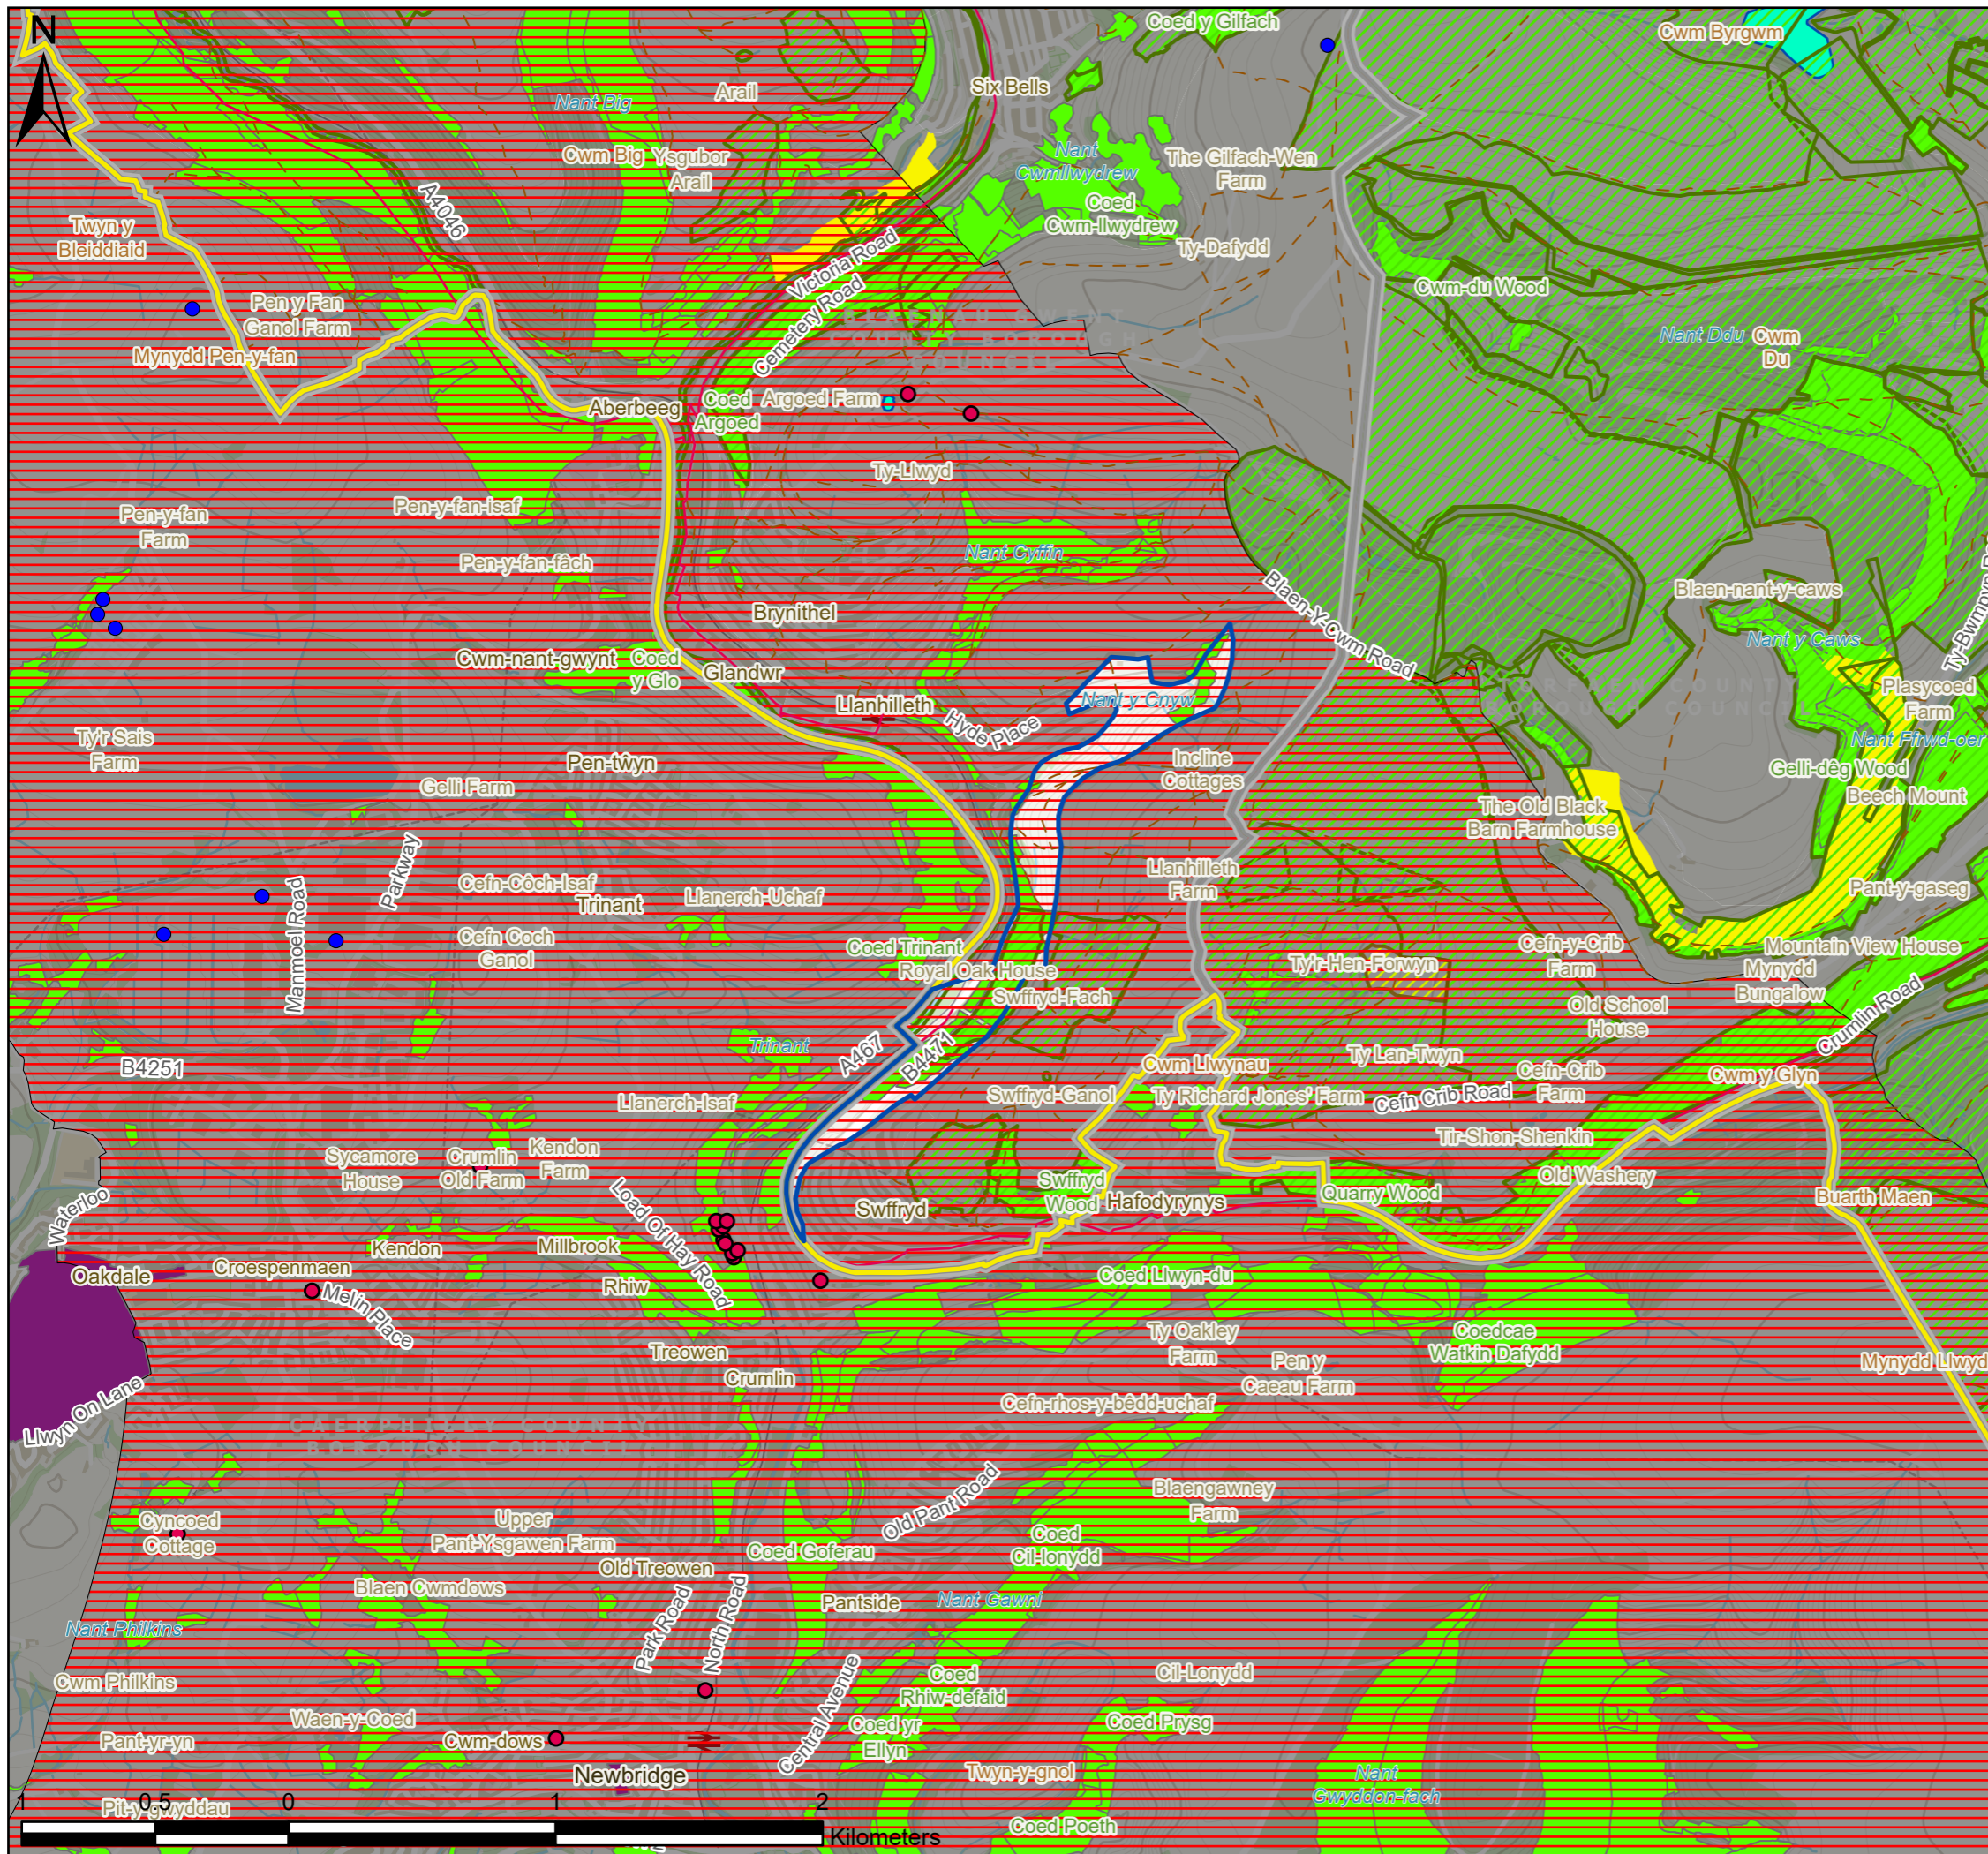 N
Coed y Gilfach
Cwm Byrgwm
Six Bells
Arail
Nant Big
Cwm Big
Ysgubor
Arail
Nant
Cwmllwydrew
The Gilfach-Wen
Farm
A4046
Coed
Cwm-llwydrew
Ty-Dafydd
Twyn y
Bleiddiaid
Victoria Road
Cemetery Road
Cwm-du Wood
Pen y Fan
Ganol Farm
Mynydd Pen-y-fan
BLAENAU GWENT
COUNTY BOROUGH
COUNCIL
Nant Ddu
Cwm
Du
Aberbeeg
Coed
Argoed
Argoed Farm
Ty-Llwyd
Pen-y-fan-isaf
Pen-y-fan
Farm
Nant Cyffin
Pen-y-fan-fâch
Blaen-Y-Cwm Road
Blaen-nant-y-caws
Brynithel
Nant y Caws
Cwm-nant-gwynt
Coed
y Glo
Glandwr
Nant y Cnyw
Plasycoed
Farm
Llanhilleth
Hyde Place
Ty'r Sais
Farm
Pen-tŵyn
Incline
Cottages
Nant Ffrwd-oer
Gelli-dêg Wood
Gelli Farm
Beech Mount
The Old Black
Barn Farmhouse
Parkway
Manmoel Road
Cefn-Côch-Isaf
Trinant
Llanerch-Uchaf
Llanhilleth
Farm
Pant-y-gaseg
Cefn Coch
Ganol
Coed Trinant
Royal Oak House
Swffryd-Fach
Ty'r-Hen-Forwyn
Cefn-y-Crib
Farm
Mountain View House
Mynydd
Bungalow
Old School
House
Crumlin Road
Trinant
A467
B4471
B4251
Cwm Llwynau
Ty Lan-Twyn
Cefn-Crib
Farm
Cwm y Glyn
Llanerch-Isaf
Swffryd-Ganol
Ty Richard Jones' Farm
Cefn Crib Road
Tir-Shon-Shenkin
Sycamore
House
Crumlin
Old Farm
Kendon
Farm
Old Washery
Waterloo
Load Of Hay Road
Swffryd
Swffryd
Wood
Hafodyrynys
Quarry Wood
Buarth Maen
Kendon
Millbrook
Oakdale
Croespenmaen
Rhiw
Coed Llwyn-du
Melin Place
Treowen
Ty Oakley
Farm
Coedcae
Watkin Dafydd
Pen y
Caeau Farm
Mynydd Llwyd
Crumlin
Llwyn On Lane
Cefn-rhos-y-bêdd-uchaf
CAERPHILLY COUNTY
BOROUGH COUNCIL
Old Pant Road
Blaengawney
Farm
Cyncoed
Cottage
Upper
Pant-Ysgawen Farm
Coed
Cil-lonydd
Coed Goferau
Old Treowen
Blaen Cwmdows
Pantside
Nant Gawni
Nant Philkins
Park Road
North Road
Cwm Philkins
Coed
Rhiw-defaid
Cil-Lonydd
Waen-y-Coed
Central Avenue
Coed yr
Ellyn
Coed Prysg
Pant-yr-yn
Cwm-dows
Newbridge
Twyn-y-gnol
Nant
Gwyddon-fach
Pit-y-gwyddau
Coed Poeth
1 0.5 0 1 2
Kilometers